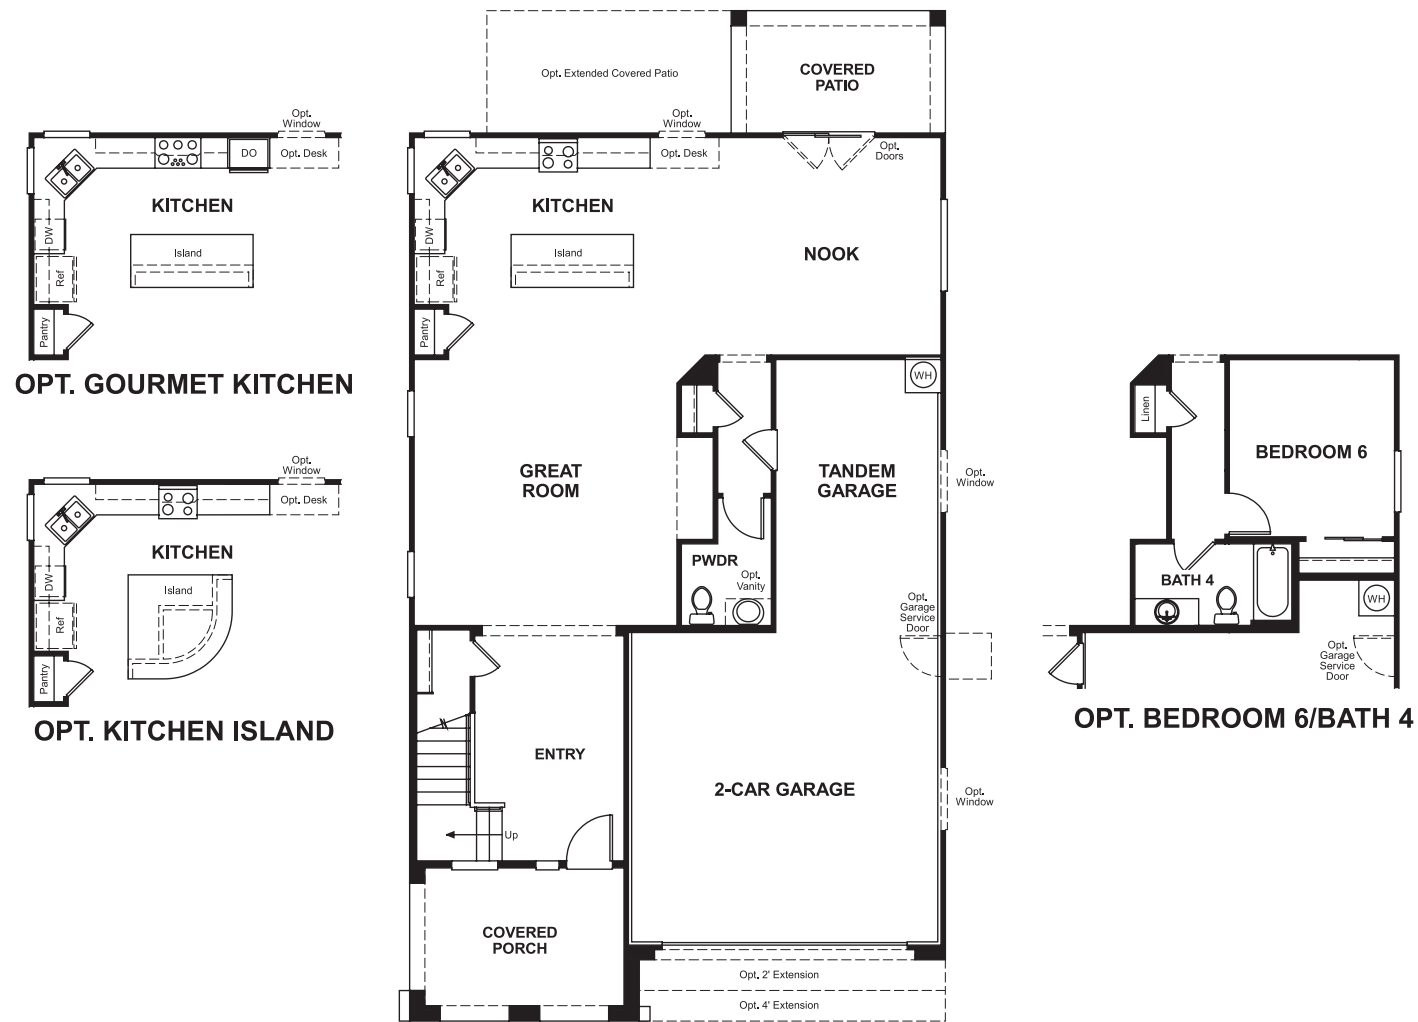 Opt.
Window
DO
Opt. Desk
KITCHEN
Island
DW
Ref
Pantry
OPT. GOURMET KITCHEN
Opt.
Window
Opt. Desk
KITCHEN
Island
DW
Ref
Pantry
OPT. KITCHEN ISLAND
Opt. Extended Covered Patio
COVERED
PATIO
Opt.
Window
Opt. Desk
Opt.
Doors
KITCHEN
Island
DW
Ref
Pantry
NOOK
WH
GREAT
ROOM
TANDEM
GARAGE
Opt.
Window
PWDR
Opt.
Vanity
Opt.
Garage
Service
Door
ENTRY
2-CAR GARAGE
Opt.
Window
Up
COVERED
PORCH
Opt. 2' Extension
Opt. 4' Extension
Linen
BEDROOM 6
BATH 4
WH
Opt.
Garage
Service
Door
OPT. BEDROOM 6/BATH 4